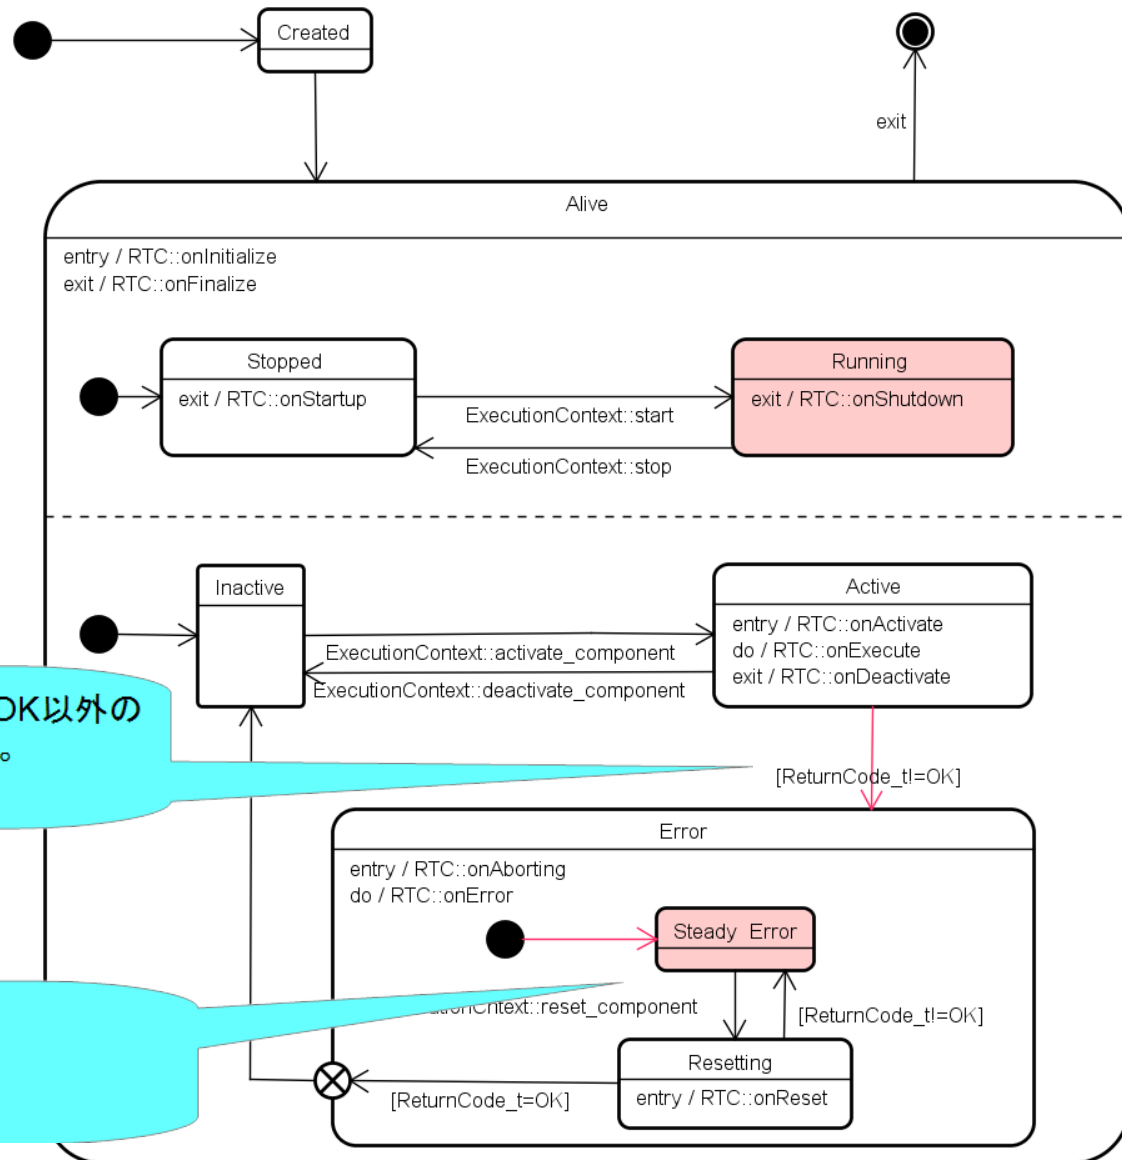 Created
exit
Alive
entry / RTC::onInitialize
exit / RTC::onFinalize
Stopped
exit / RTC::onStartup
Running
exit / RTC::onShutdown
ExecutionContext::start
ExecutionContext::stop
Inactive
Active
entry / RTC::onActivate
do / RTC::onExecute
exit / RTC::onDeactivate
ExecutionContext::activate_component
ExecutionContext::deactivate_component
OK以外の
。
[ReturnCode_t!=OK]
Error
entry / RTC::onAborting
do / RTC::onError
Steady Error
::reset_component
[ReturnCode_t!=OK]
Resetting
entry / RTC::onReset
[ReturnCode_t=OK]